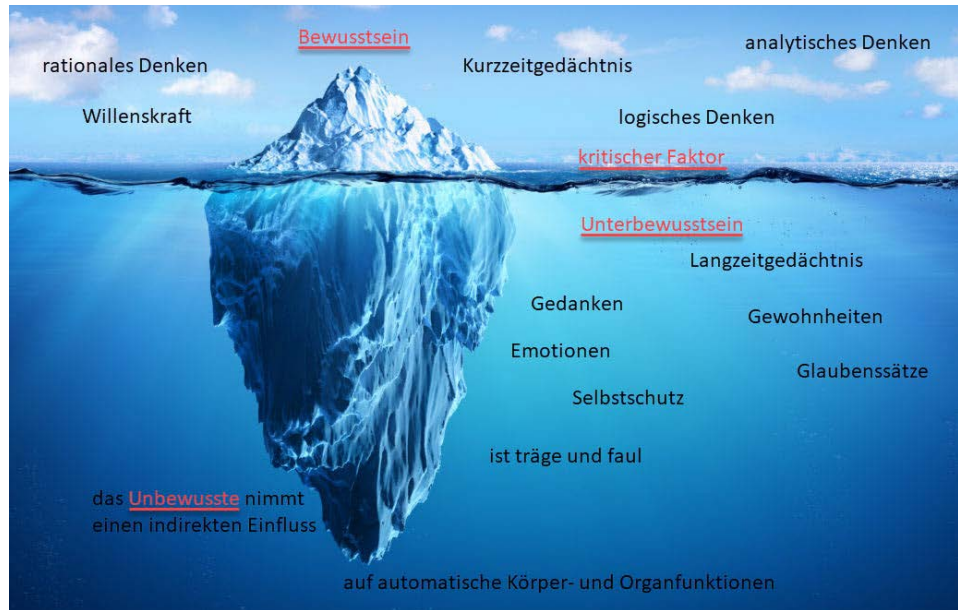 Bewusstsein
analytisches Denken
rationales Denken
Kurzzeitgedächtnis
Willenskraft
logisches Denken
kritischer Faktor
Unterbewusstsein
Langzeitgedächtnis
Gedanken
Gewohnheiten
Emotionen
Glaubenssätze
Selbstschutz
ist träge und faul
das Unbewusste nimmt
einen indirekten Einfluss
auf automatische Körper- und Organfunktionen